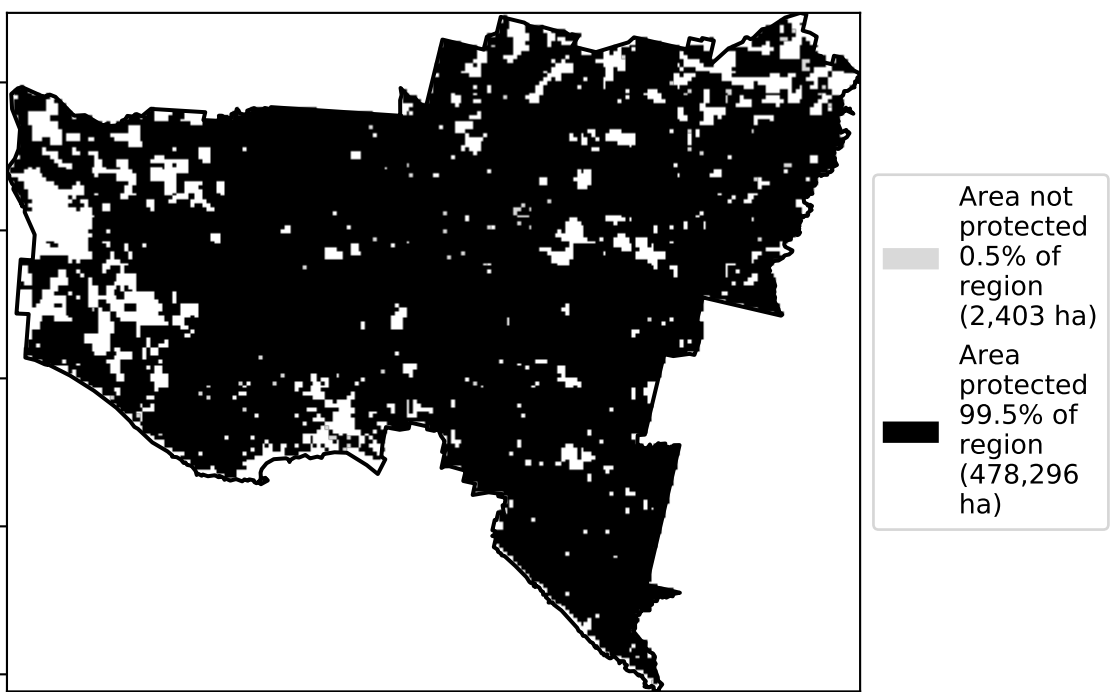 Area not
protected
0.5% of
region
(2,403 ha)
Area
protected
99.5% of
region
(478,296
ha)